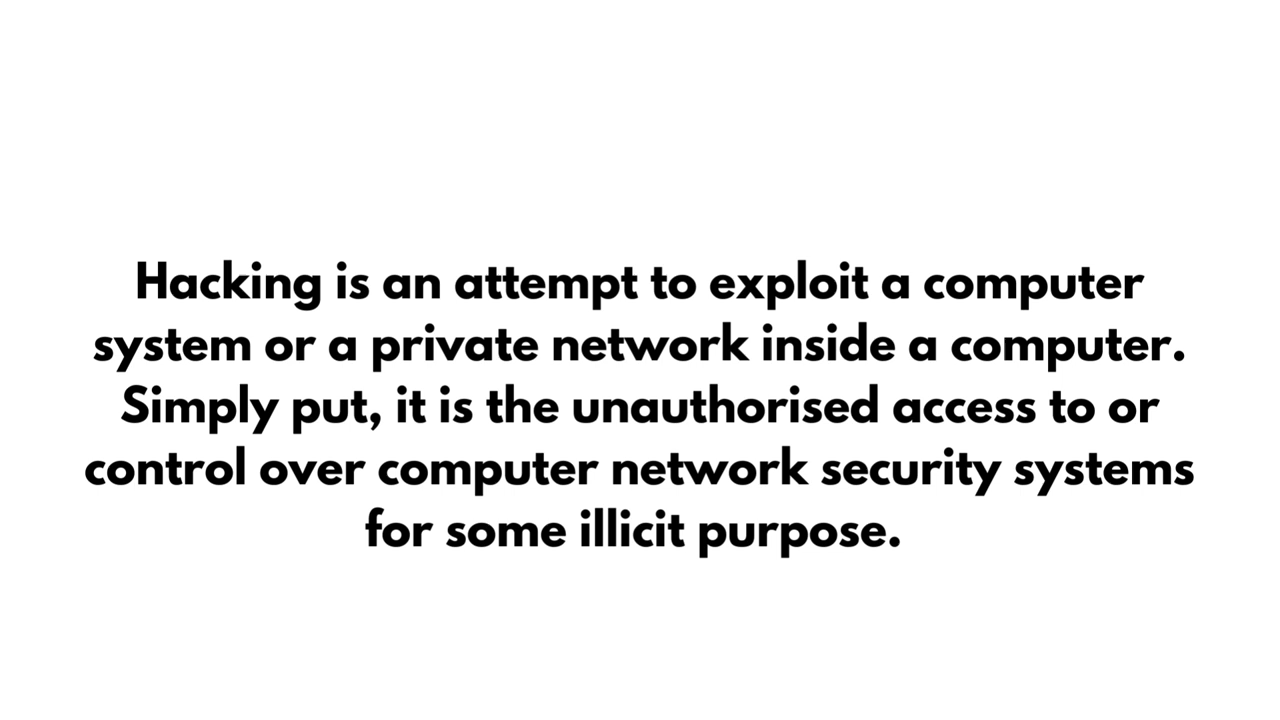 Hacking is an attempt to exploit a computer
system or a private network inside a computer.
Simply put, it is the unauthorised access to or
control over computer network security systems
for some illicit purpose.